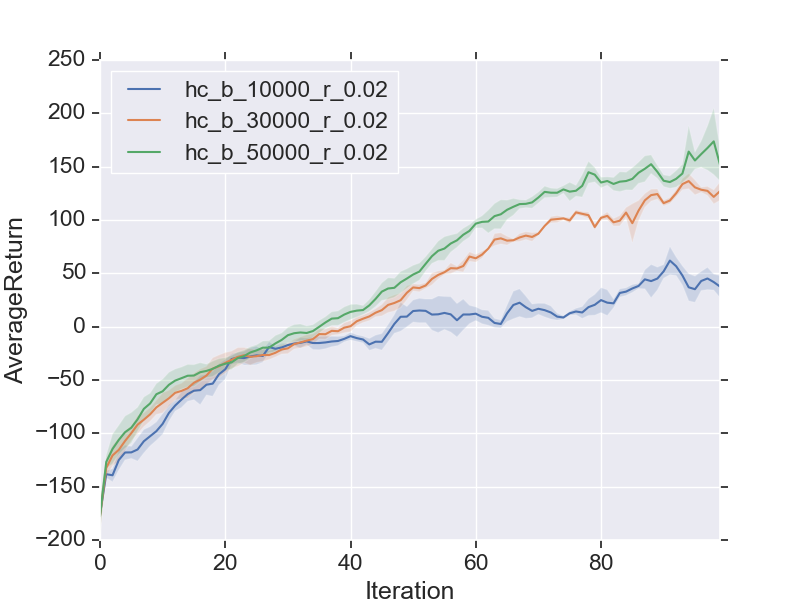 250
200
150
100
50
0
−50
−100
−150
−200
AverageReturn
hc_b_10000_r_0.02
hc_b_30000_r_0.02
hc_b_50000_r_0.02
0 20 40 60 80
Iteration